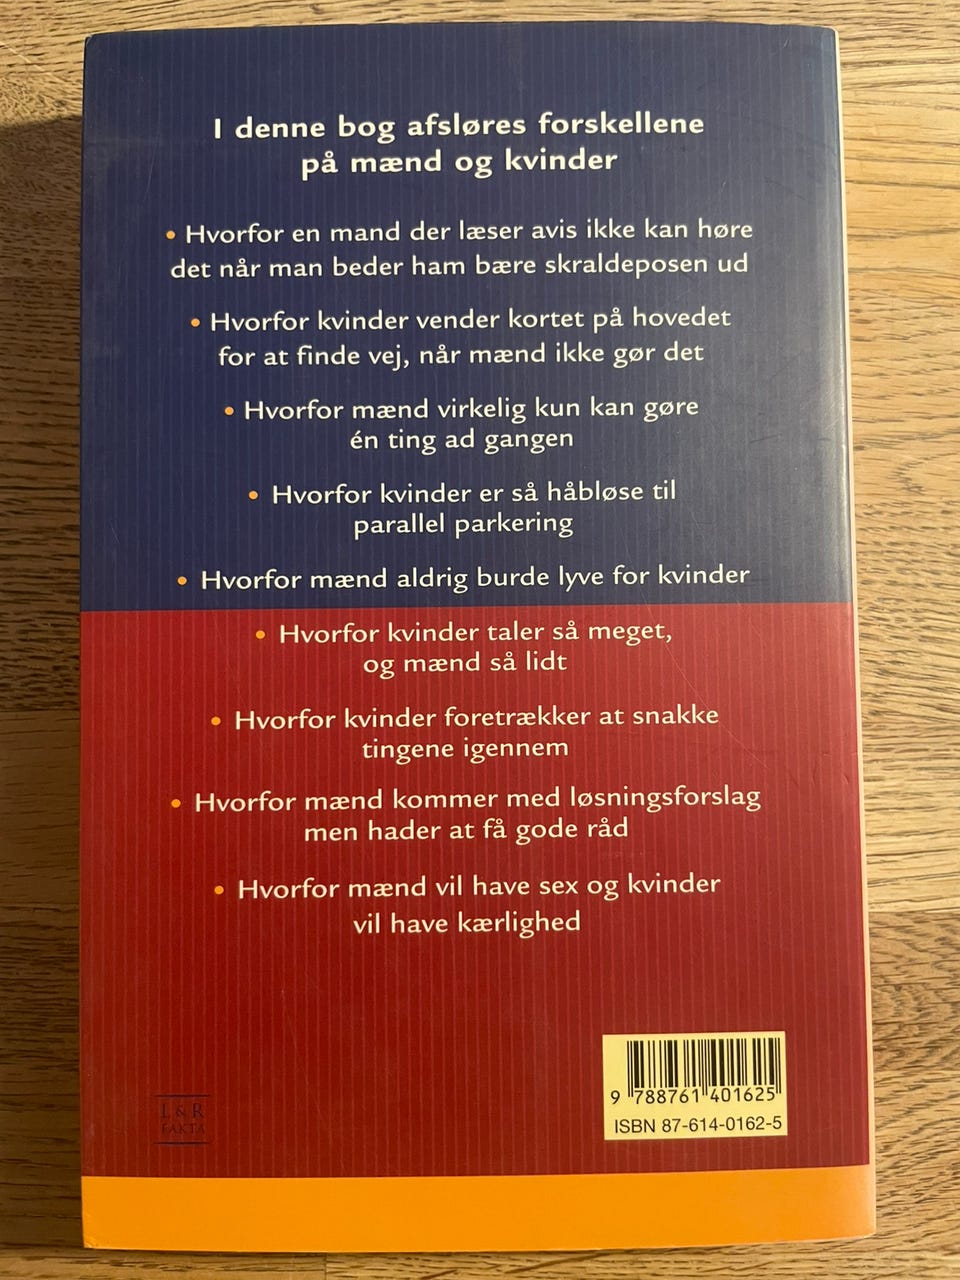 I denne bog afsløres forskellene
på mænd og kvinder
• Hvorfor en mand der læser avis ikke kan høre
det når man beder ham bære skraldeposen ud
• Hvorfor kvinder vender kortet på hovedet
for at finde vej, når mænd ikke gør det
• Hvorfor mænd virkelig kun kan gøre
én ting ad gangen
• Hvorfor kvinder er så håbløse til
parallel parkering
• Hvorfor mænd aldrig burde lyve for kvinder
• Hvorfor kvinder taler så meget,
og mænd så lidt
• Hvorfor kvinder foretrækker at snakke
tingene igennem
• Hvorfor mænd kommer med løsningsforslag
men hader at få gode råd
• Hvorfor mænd vil have sex og kvinder
vil have kærlighed
L & R
FAKTA
9 788761 401625
ISBN 87-614-0162-5